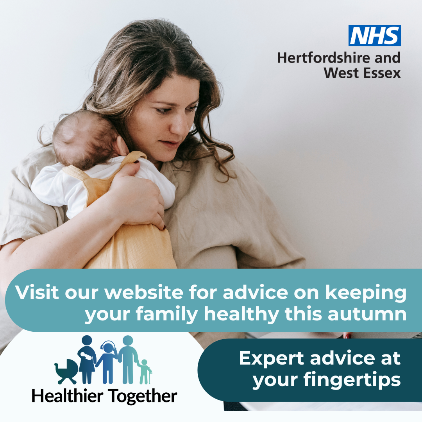 NHS
Hertfordshire and
West Essex
Visit our website for advice on keeping
your family healthy this autumn
Expert advice at
your fingertips
Healthier Together